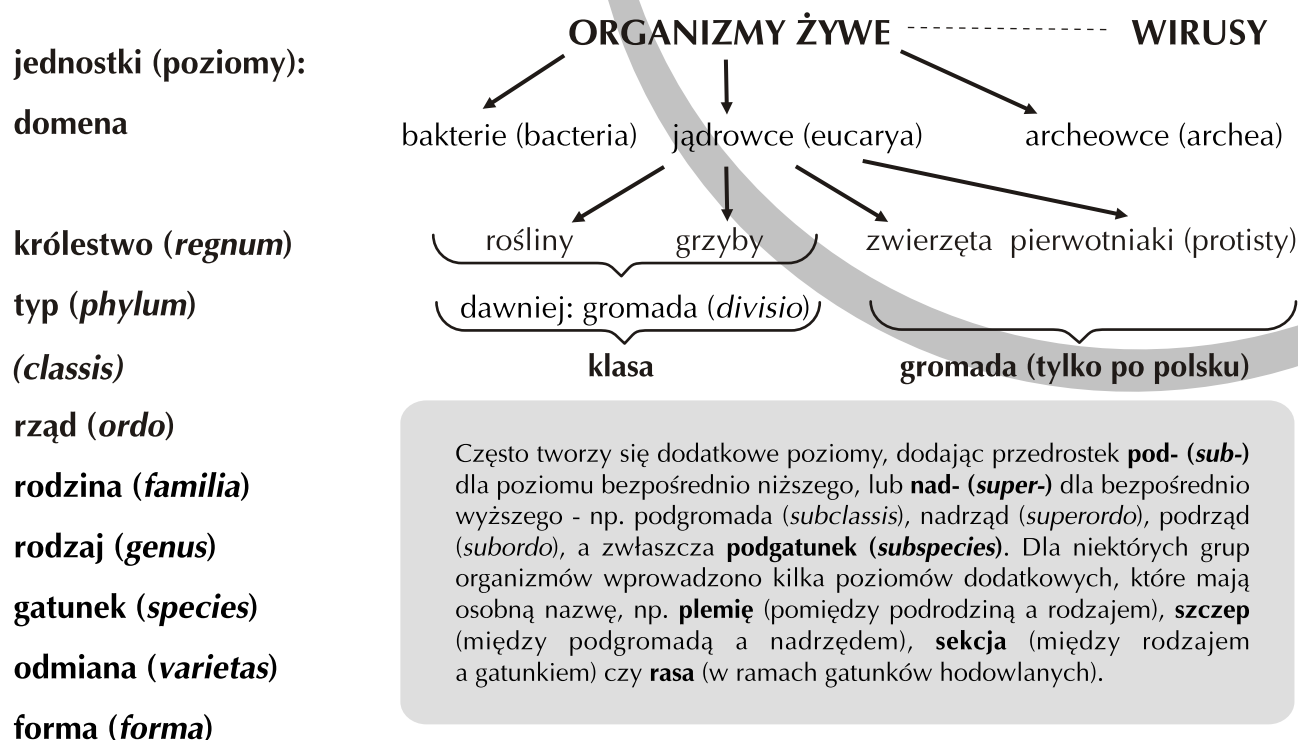 ORGANIZMY ŻYWE WIRUSY
jednostki (poziomy):
domena
bakterie (bacteria) jądrowce (eucarya) archeowce (archea)
królestwo (regnum)
rośliny grzyby zwierzęta pierwotniaki (protisty)
typ (phylum)
dawniej: gromada (divisio)
(classis)
klasa gromada (tylko po polsku)
rząd (ordo)
rodzina (familia)
rodzaj (genus)
gatunek (species)
odmiana (varietas)
forma (forma)
Często tworzy się dodatkowe poziomy, dodając przedrostek pod- (sub-)
dla poziomu bezpośrednio niższego, lub nad- (super-) dla bezpośrednio
wyższego - np. podgromada (subclassis), nadrząd (superordo), podrząd
(subordo), a zwłaszcza podgatunek (subspecies). Dla niektórych grup
organizmów wprowadzono kilka poziomów dodatkowych, które mają
osobną nazwę, np. plemię (pomiędzy podrodziną a rodzajem), szczep
(między podgromadą a nadrzędem), sekcja (między rodzajem
a gatunkiem) czy rasa (w ramach gatunków hodowlanych).